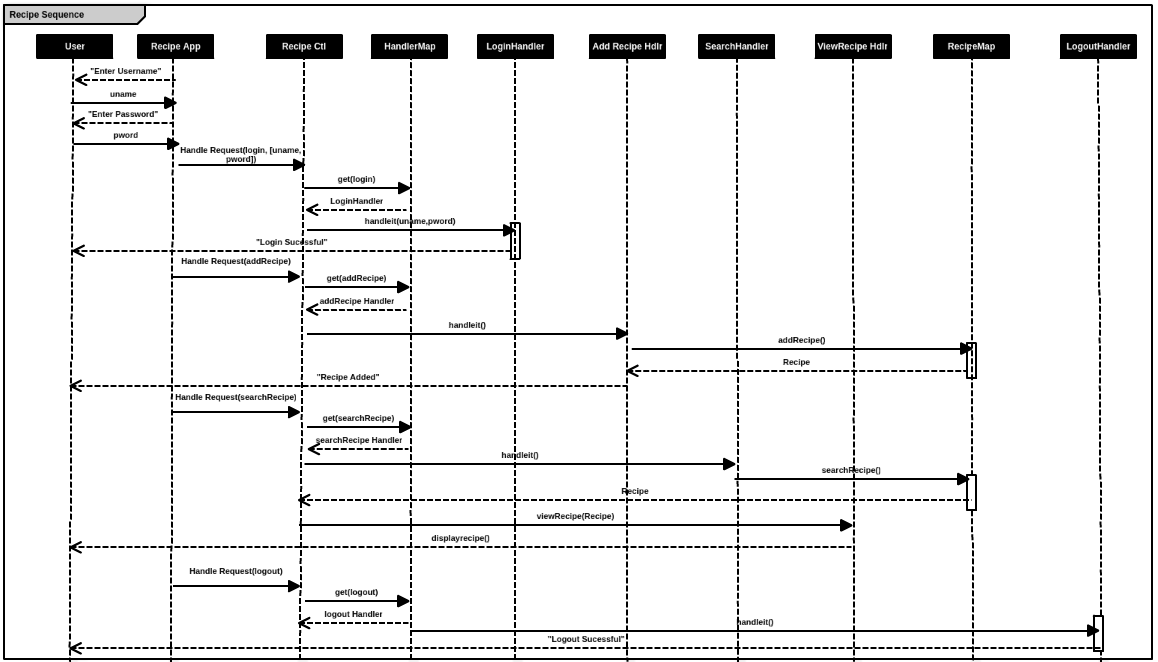 Recipe Sequence
User
Recipe App
Recipe Ctl
HandlerMap
LoginHandler
Add Recipe Hdlr
SearchHandler
ViewRecipe Hdlr
RecipeMap
LogoutHandler
"Enter Username"
uname
"Enter Password"
pword
Handle Request(login, [uname,
pword])
get(login)
LoginHandler
handleit(uname,pword)
"Login Sucessful"
Handle Request(addRecipe)
get(addRecipe)
addRecipe Handler
handleit()
addRecipe()
Recipe
"Recipe Added"
Handle Request(searchRecipe)
get(searchRecipe)
searchRecipe Handler
handleit()
searchRecipe()
Recipe
viewRecipe(Recipe)
displayrecipe()
Handle Request(logout)
get(logout)
logout Handler
handleit()
"Logout Sucessful"